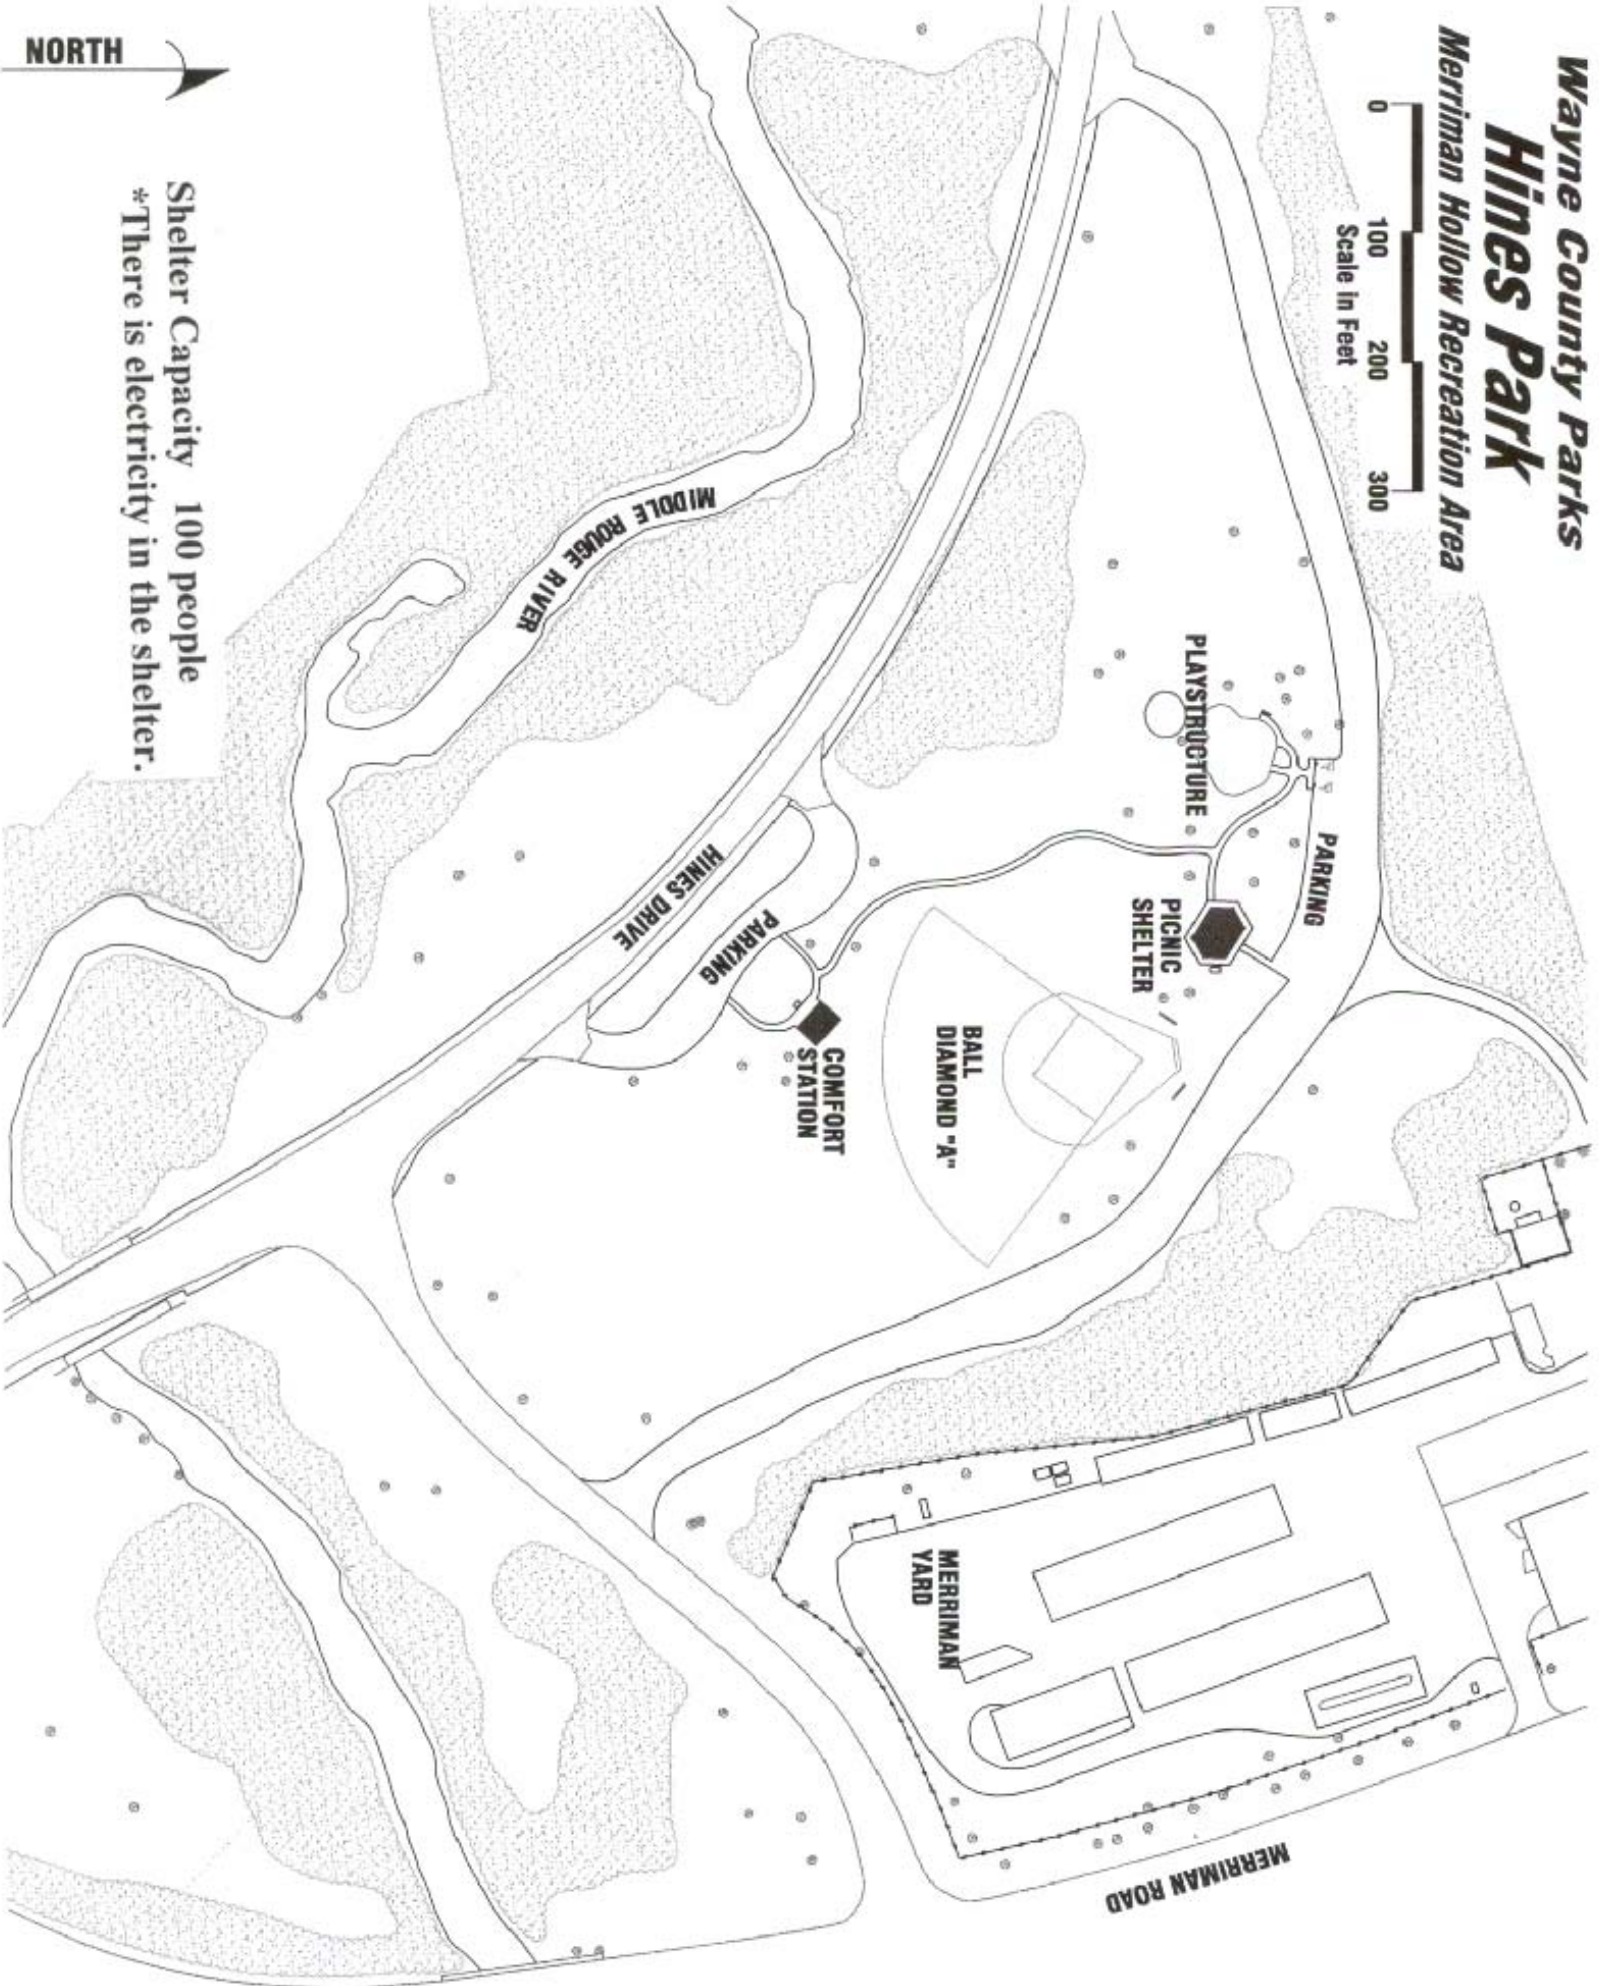 Wayne County Parks
Hines Park
Merriman Hollow Recreation Area
0 100 200 300
Scale in Feet
NORTH
Shelter Capacity 100 people
*There is electricity in the shelter.
MIDDLE ROUGE RIVER
HINES DRIVE
PARKING
PLAYSTRUCTURE
PARKING
PICNIC
SHELTER
BALL
DIAMOND "A"
COMFORT
STATION
MERRIMAN
YARD
MERRIMAN ROAD